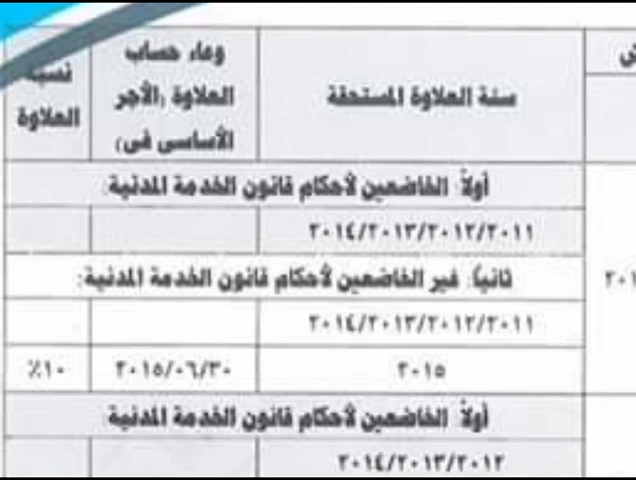 سنة العلاوة المستحقة
وعاء حساب
العلاوة (الأجر
الأساسى فى)
نسبة
العلاوة
أولاً: الخاضعين لأحكام قانون الخدمة المدنية:
٢٠١٤/٢٠١٣/٢٠١٢/٢٠١١
ثانياً: غير الخاضعين لأحكام قانون الخدمة المدنية:
٢٠١٤/٢٠١٣/٢٠١٢/٢٠١١
٢٠١٥
٢٠١٥/٠٦/٣٠
٪١٠
أولاً: الخاضعين لأحكام قانون الخدمة المدنية
٢٠١٤/٢٠١٣/٢٠١٢